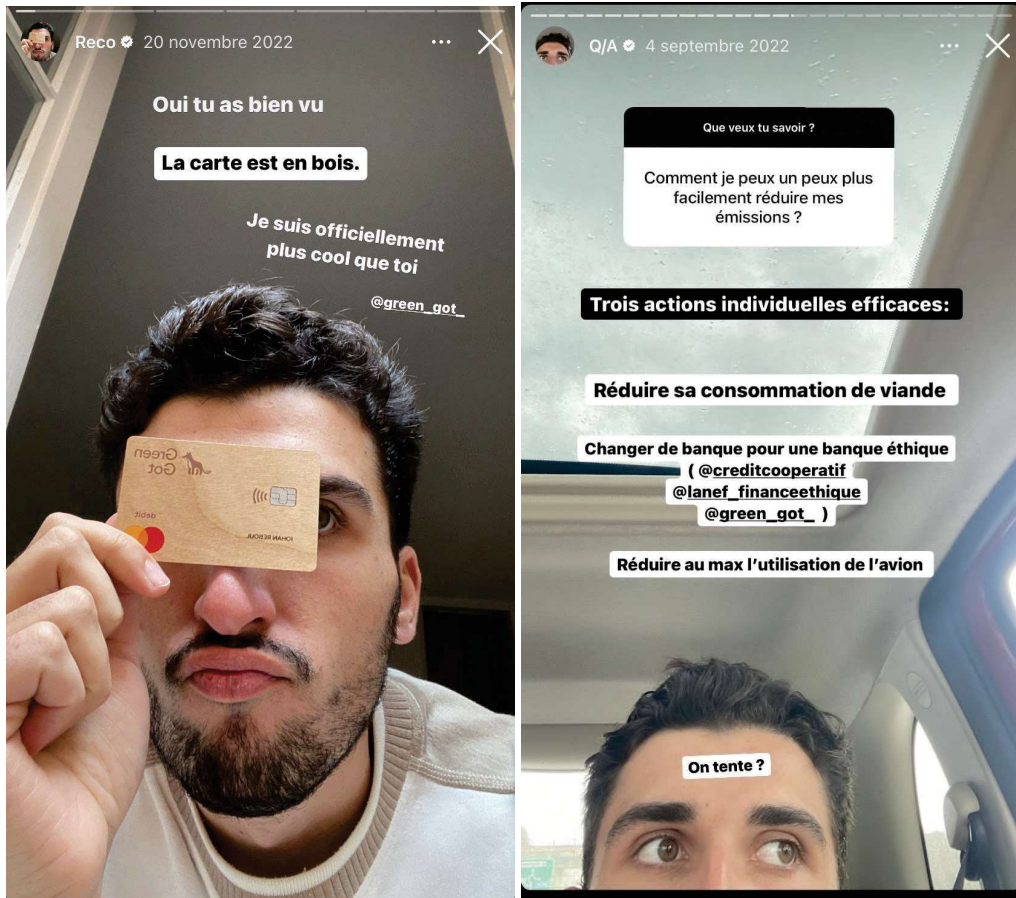 Reco 20 novembre 2022
Oui tu as bien vu
La carte est en bois.
Je suis officiellement
plus cool que toi
@green_got_
Green
Got
debit
JOHAN REBOUL
Q/A 4 septembre 2022
Que veux tu savoir ?
Comment je peux un peux plus
facilement réduire mes
émissions ?
Trois actions individuelles efficaces:
Réduire sa consommation de viande
Changer de banque pour une banque éthique
( @creditcooperatif
@lanef_financeethique
@green_got_ )
Réduire au max l'utilisation de l'avion
On tente ?